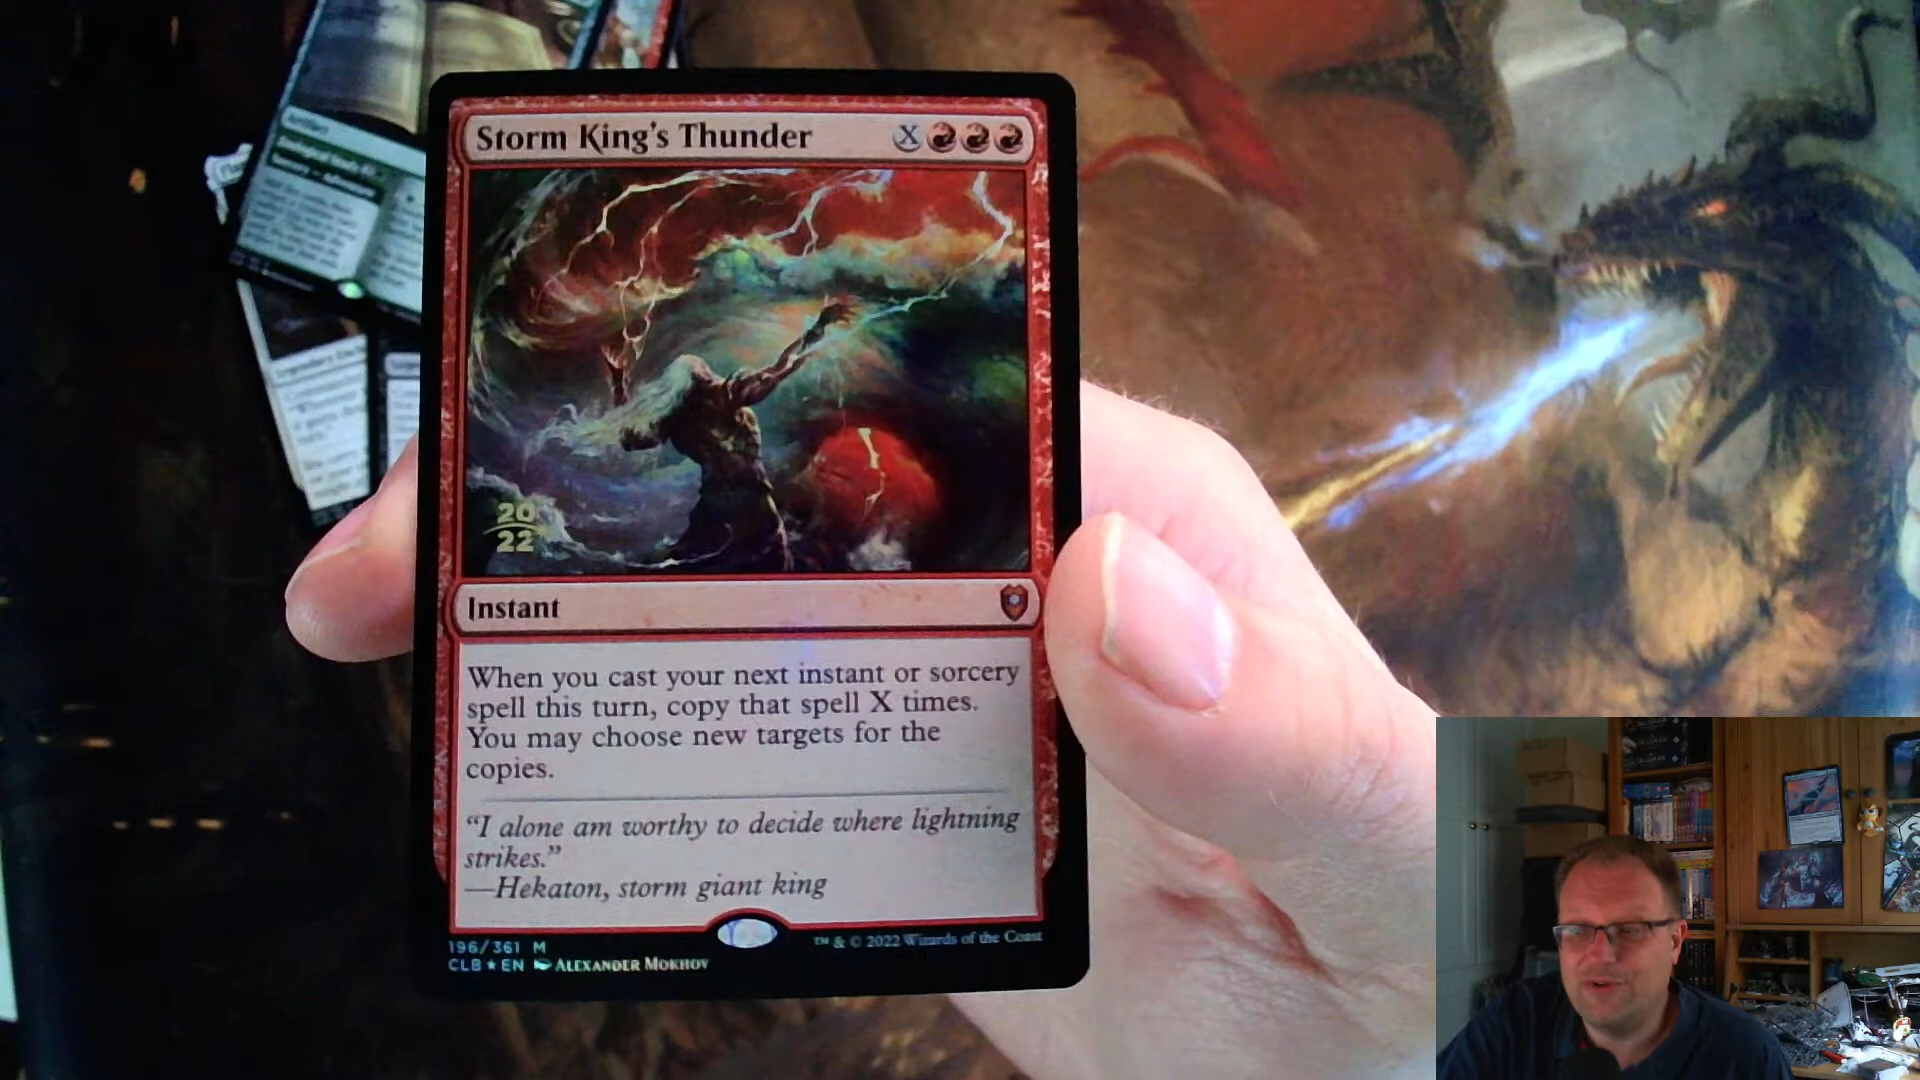 Storm King's Thunder X
20
22
Instant
When you cast your next instant or sorcery
spell this turn, copy that spell X times.
You may choose new targets for the
copies.
“I alone am worthy to decide where lightning
strikes.”
—Hekaton, storm giant king
196/361 M
™ & © 2022 Wizards of the Coast
CLB★EN Alexander Mokhov